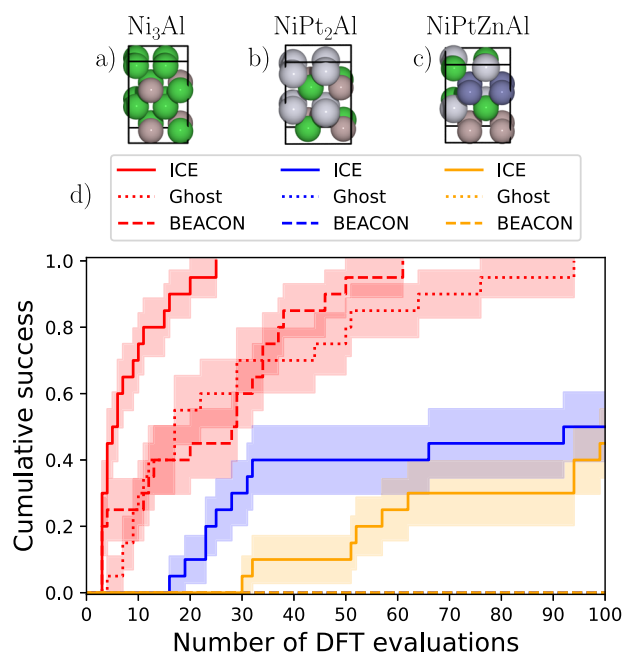 Ni₃Al NiPt₂Al NiPtZnAl
a) b) c)
ICE ICE ICE
d) Ghost Ghost Ghost
BEACON BEACON BEACON
1.0
0.8
0.6
0.4
0.2
0.0
Cumulative success
0 10 20 30 40 50 60 70 80 90 100
Number of DFT evaluations